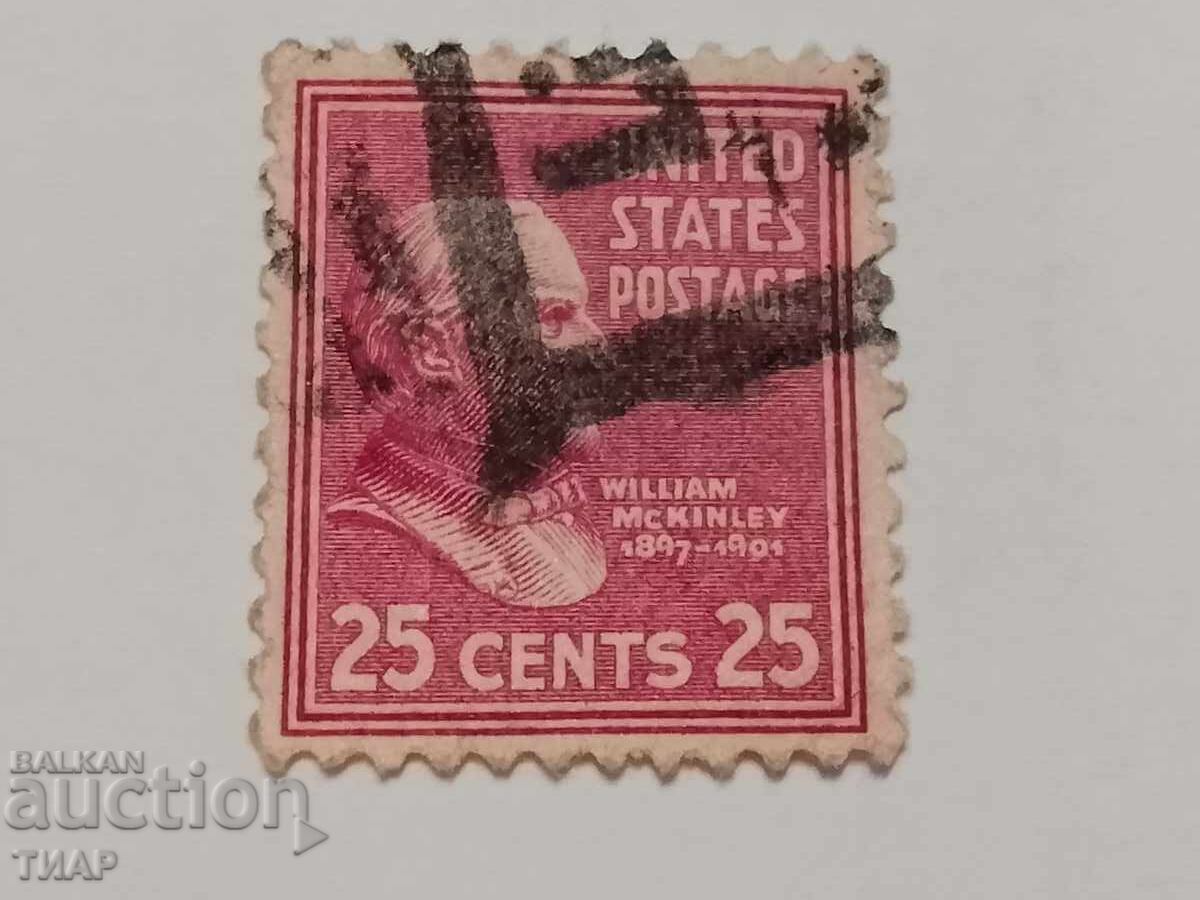 UNITED
STATES
POSTAGE
WILLIAM
McKINLEY
1897-1901
25 CENTS 25
BALKAN
auction
ТИАР